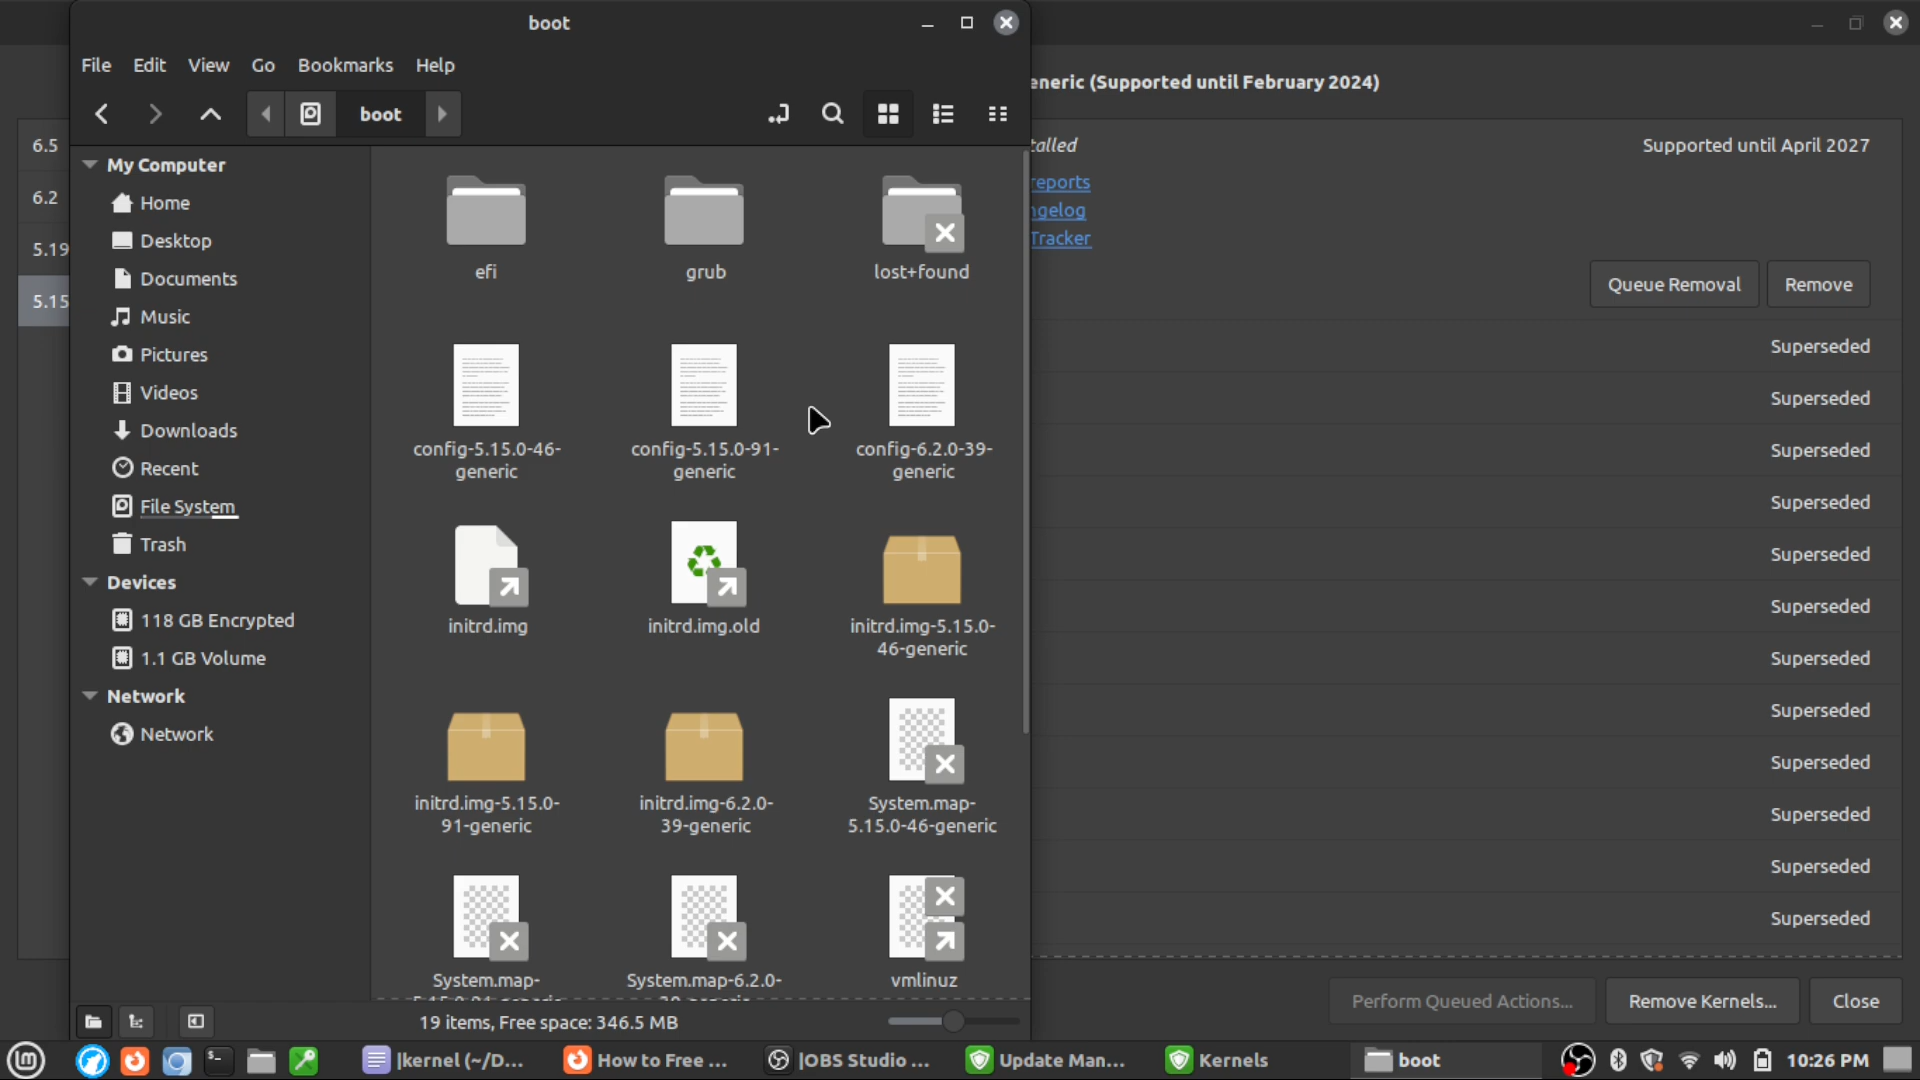 boot
File Edit View Go Bookmarks Help
boot
My Computer
Home
Desktop
Documents
Music
Pictures
Videos
Downloads
Recent
File System
Trash
Devices
118 GB Encrypted
1.1 GB Volume
Network
Network
efi
grub
lost+found
config-5.15.0-46-
generic
config-5.15.0-91-
generic
config-6.2.0-39-
generic
initrd.img
initrd.img.old
initrd.img-5.15.0-
46-generic
initrd.img-5.15.0-
91-generic
initrd.img-6.2.0-
39-generic
System.map-
5.15.0-46-generic
System.map-
System.map-6.2.0-
vmlinuz
19 items, Free space: 346.5 MB
6.5
6.2
5.19
5.15
eneric (Supported until February 2024)
talled
Supported until April 2027
reports
ngelog
Tracker
Queue Removal
Remove
Superseded
Superseded
Superseded
Superseded
Superseded
Superseded
Superseded
Superseded
Superseded
Superseded
Superseded
Superseded
Perform Queued Actions...
Remove Kernels...
Close
|kernel (~/D...
How to Free ...
|OBS Studio ...
Update Man...
Kernels
boot
10:26 PM